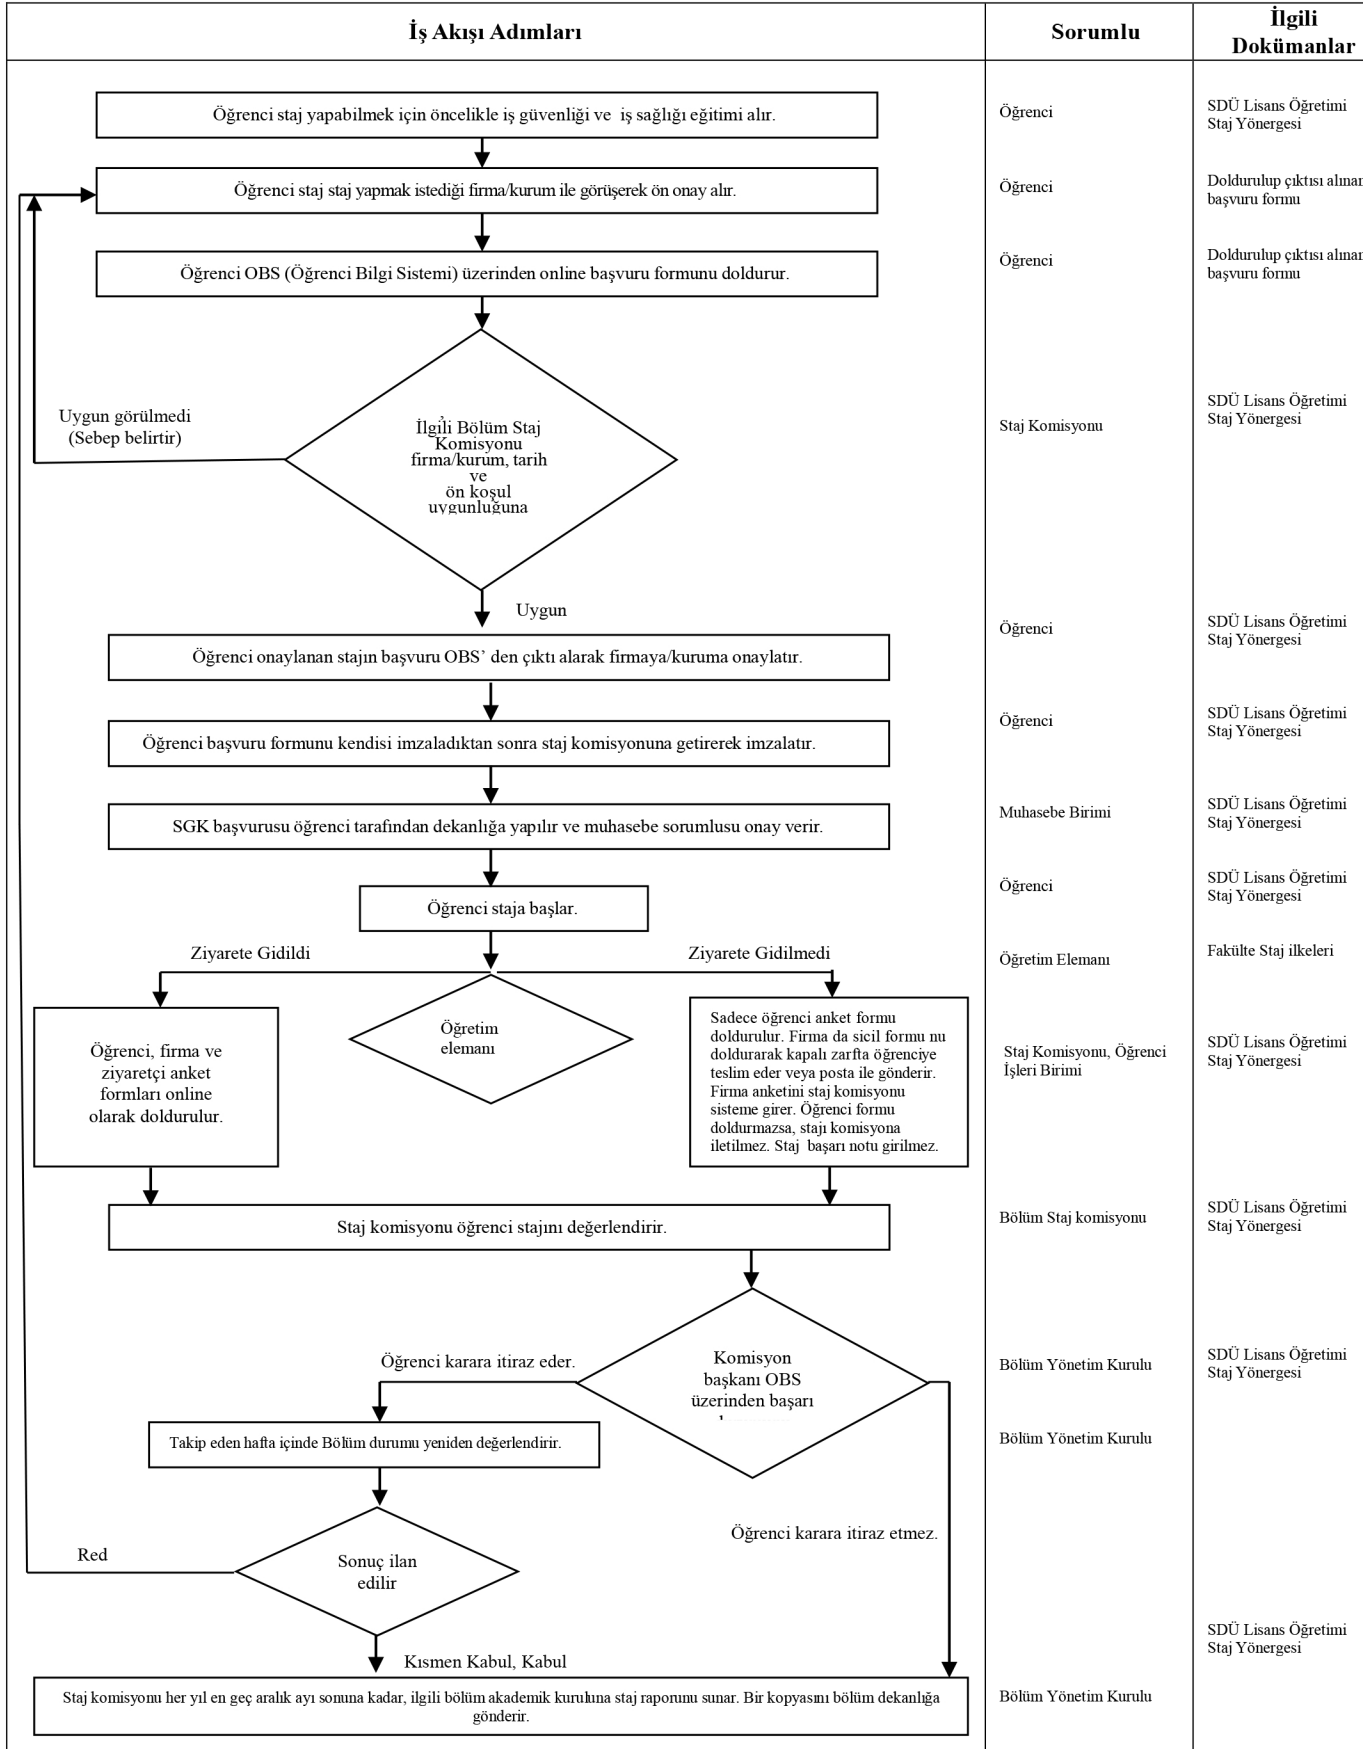 İş Akışı Adımları
Sorumlu
İlgili
Dokümanlar
Öğrenci staj yapabilmek için öncelikle iş güvenliği ve iş sağlığı eğitimi alır.
Öğrenci
SDÜ Lisans Öğretimi
Staj Yönergesi
Öğrenci staj staj yapmak istediği firma/kurum ile görüşerek ön onay alır.
Öğrenci
Doldurulup çıktısı alınan
başvuru formu
Öğrenci OBS (Öğrenci Bilgi Sistemi) üzerinden online başvuru formunu doldurur.
Öğrenci
Doldurulup çıktısı alınan
başvuru formu
Uygun görülmedi
(Sebep belirtir)
İlgili Bölüm Staj
Komisyonu
firma/kurum, tarih
ve
ön koşul
uygunluğuna
Staj Komisyonu
SDÜ Lisans Öğretimi
Staj Yönergesi
Uygun
Öğrenci onaylanan stajın başvuru OBS’ den çıktı alarak firmaya/kuruma onaylatır.
Öğrenci
SDÜ Lisans Öğretimi
Staj Yönergesi
Öğrenci başvuru formunu kendisi imzaladıktan sonra staj komisyonuna getirerek imzalatır.
Öğrenci
SDÜ Lisans Öğretimi
Staj Yönergesi
SGK başvurusu öğrenci tarafından dekanlığa yapılır ve muhasebe sorumlusu onay verir.
Muhasebe Birimi
SDÜ Lisans Öğretimi
Staj Yönergesi
Öğrenci staja başlar.
Öğrenci
SDÜ Lisans Öğretimi
Staj Yönergesi
Ziyarete Gidildi
Ziyarete Gidilmedi
Öğretim Elemanı
Fakülte Staj ilkeleri
Öğrenci, firma ve
ziyaretçi anket
formları online
olarak doldurulur.
Öğretim
elemanı
Sadece öğrenci anket formu
doldurulur. Firma da sicil formu nu
doldurarak kapalı zarfta öğrenciye
teslim eder veya posta ile gönderir.
Firma anketini staj komisyonu
sisteme girer. Öğrenci formu
doldurmazsa, stajı komisyona
iletilmez. Staj başarı notu girilmez.
Staj Komisyonu, Öğrenci
İşleri Birimi
SDÜ Lisans Öğretimi
Staj Yönergesi
Staj komisyonu öğrenci stajını değerlendirir.
Bölüm Staj komisyonu
SDÜ Lisans Öğretimi
Staj Yönergesi
Öğrenci karara itiraz eder.
Komisyon
başkanı OBS
üzerinden başarı
Bölüm Yönetim Kurulu
SDÜ Lisans Öğretimi
Staj Yönergesi
Takip eden hafta içinde Bölüm durumu yeniden değerlendirir.
Bölüm Yönetim Kurulu
Öğrenci karara itiraz etmez.
Red
Sonuç ilan
edilir
Kısmen Kabul, Kabul
SDÜ Lisans Öğretimi
Staj Yönergesi
Staj komisyonu her yıl en geç aralık ayı sonuna kadar, ilgili bölüm akademik kuruluna staj raporunu sunar. Bir kopyasını bölüm dekanlığa
gönderir.
Bölüm Yönetim Kurulu